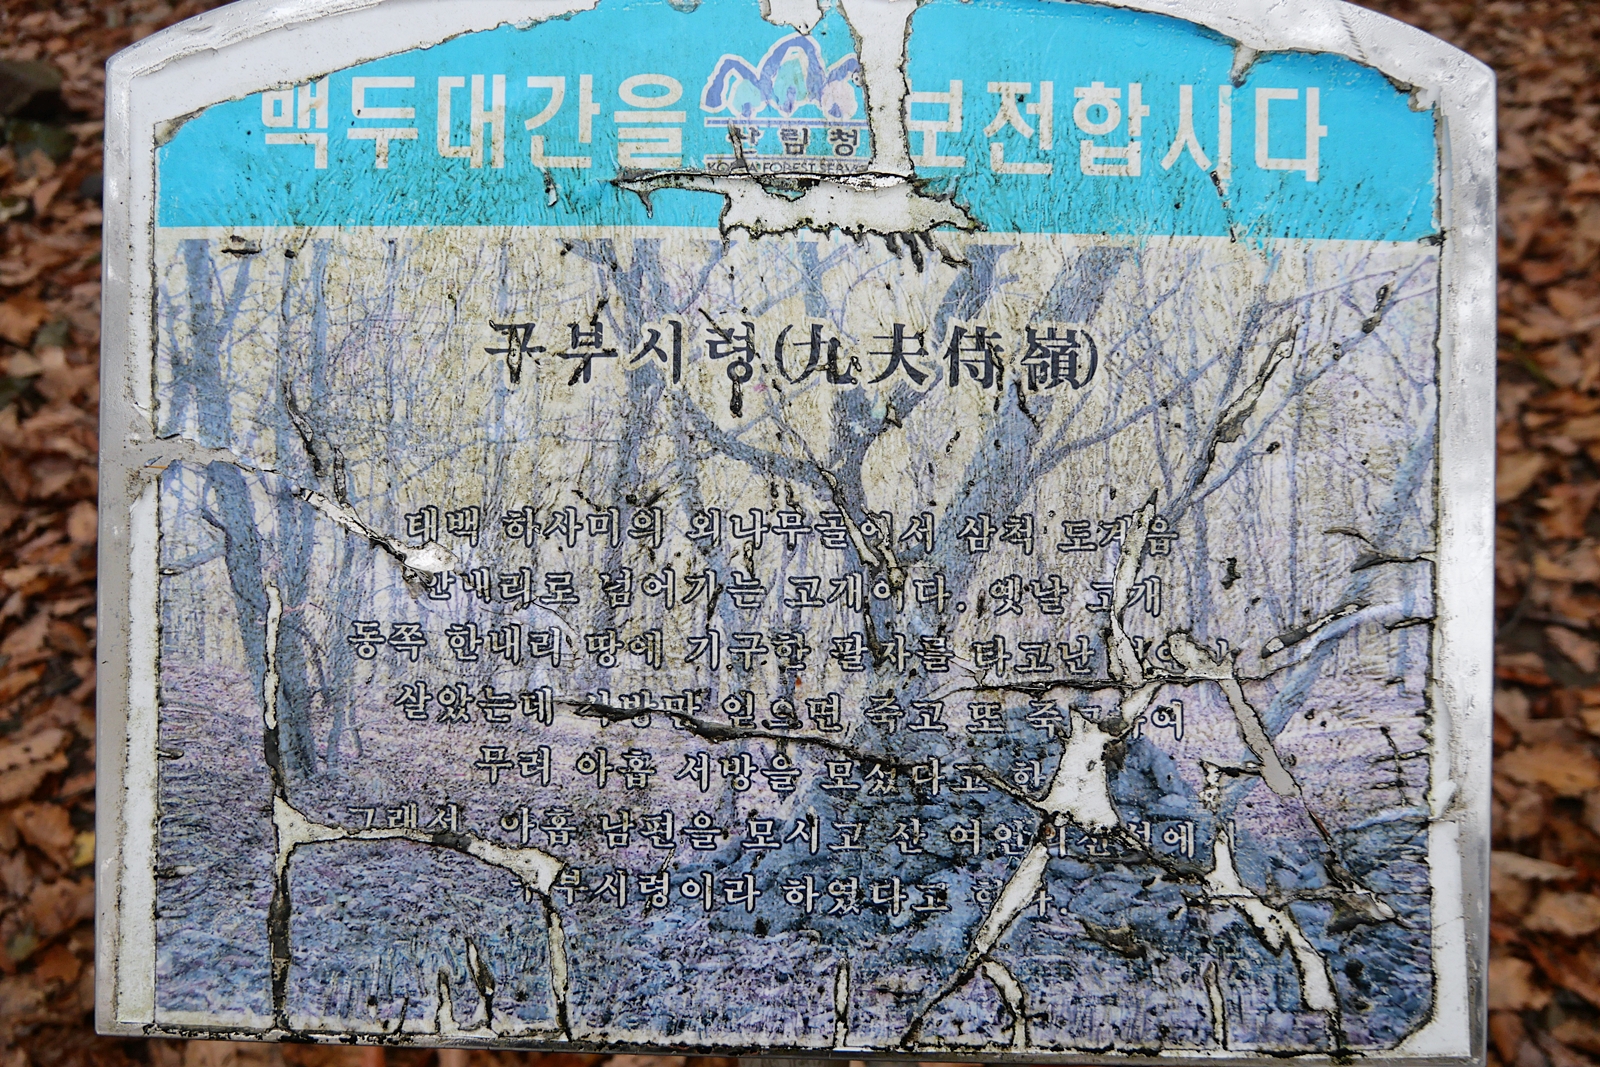 백두대간을 보전합시다
산림청
KOREA FOREST SERVICE
구부시령(九夫侍嶺)
태백 하사미의 외나무골에서 삼척 도계읍
한내리로 넘어가는 고개이다. 옛날 고개
동쪽 한내리 땅에 기구한 팔자를 타고난
살았는데 서방만 얻으면 죽고 또 죽고하여
무려 아홉 서방을 모셨다고 한
그래서 아홉 남편을 모시고 산 여인의 전설에서
구부시령이라 하였다고 한다.